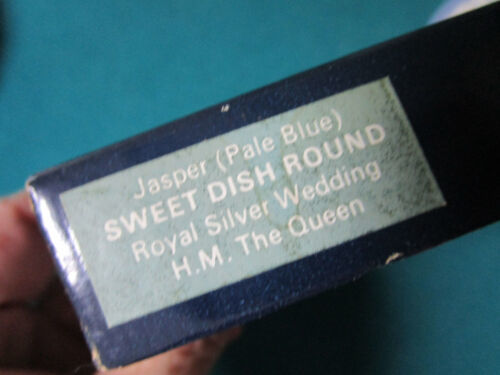 Jasper (Pale Blue)
SWEET DISH ROUND
Royal Silver Wedding
H.M. The Queen